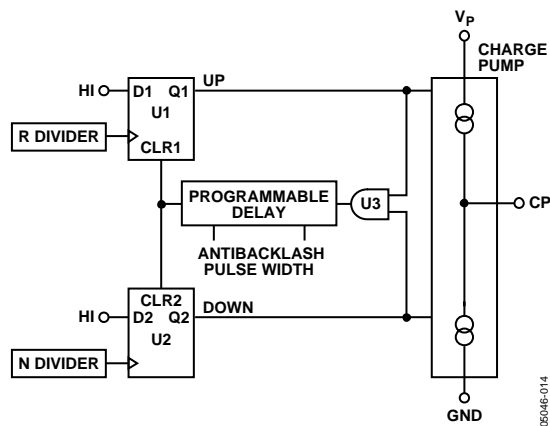 VP
CHARGE
PUMP
HI
D1
Q1
UP
U1
R DIVIDER
CLR1
PROGRAMMABLE
DELAY
U3
CP
ANTIBACKLASH
PULSE WIDTH
CLR2
HI
D2
Q2
DOWN
U2
N DIVIDER
GND
05046-014